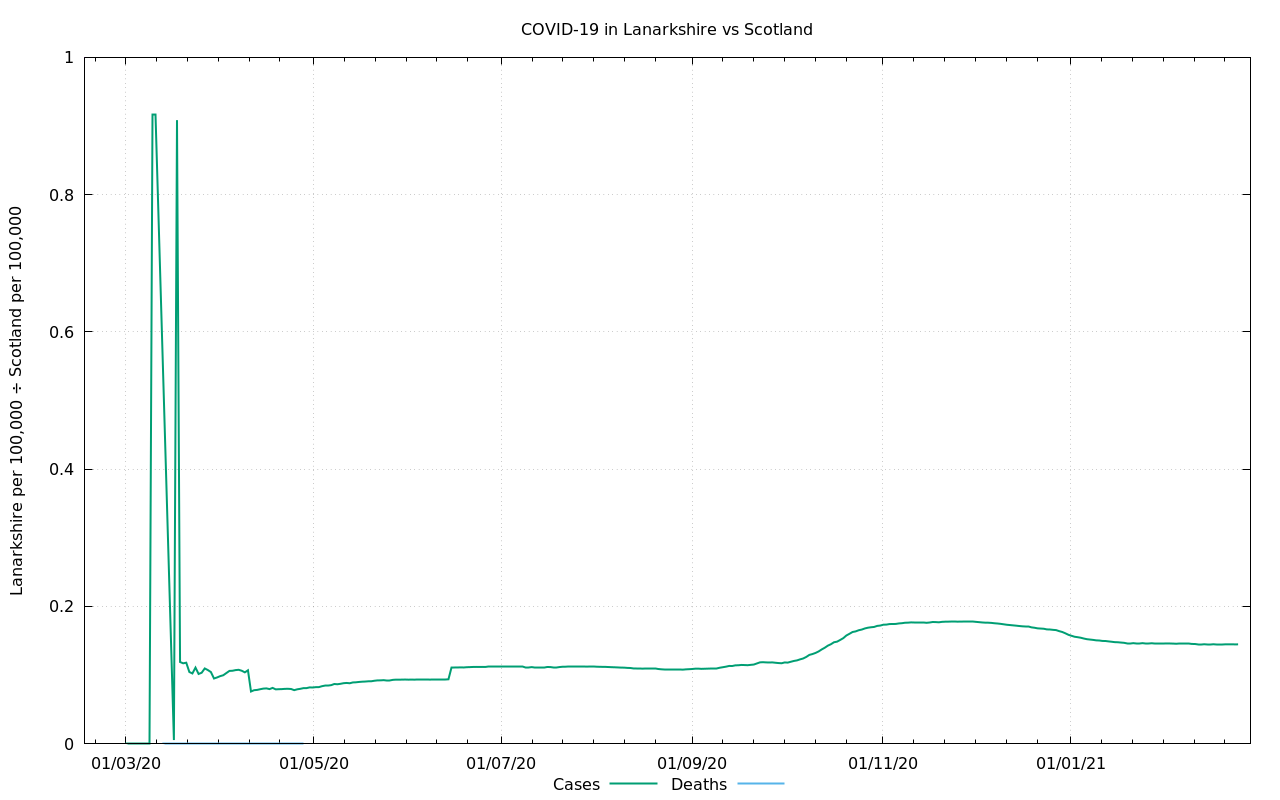 COVID-19 in Lanarkshire vs Scotland
Lanarkshire per 100,000 ÷ Scotland per 100,000
1
0.8
0.6
0.4
0.2
0
01/03/20 01/05/20 01/07/20 01/09/20 01/11/20 01/01/21
Cases Deaths